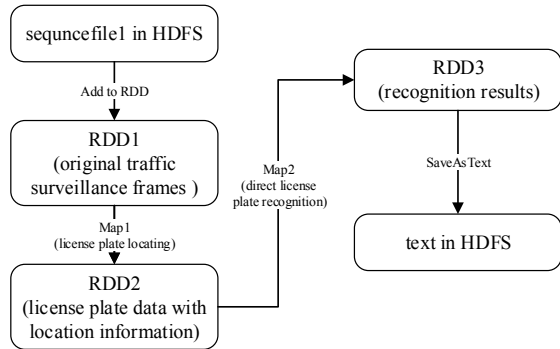 sequncefile1 in HDFS
Add to RDD
RDD1
(original traffic
surveillance frames )
Map1
(license plate locating)
RDD2
(license plate data with
location information)
Map2
(direct license
plate recognition)
RDD3
(recognition results)
SaveAsText
text in HDFS